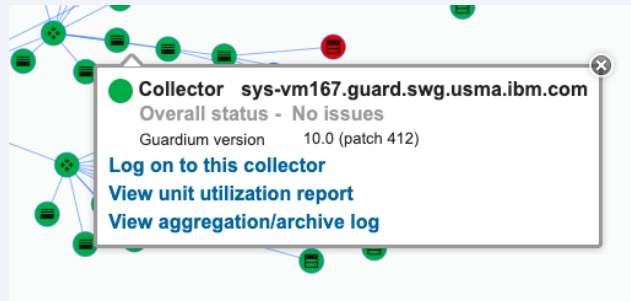 Collector sys-vm167.guard.swg.usma.ibm.com
Overall status - No issues
Guardium version 10.0 (patch 412)
Log on to this collector
View unit utilization report
View aggregation/archive log